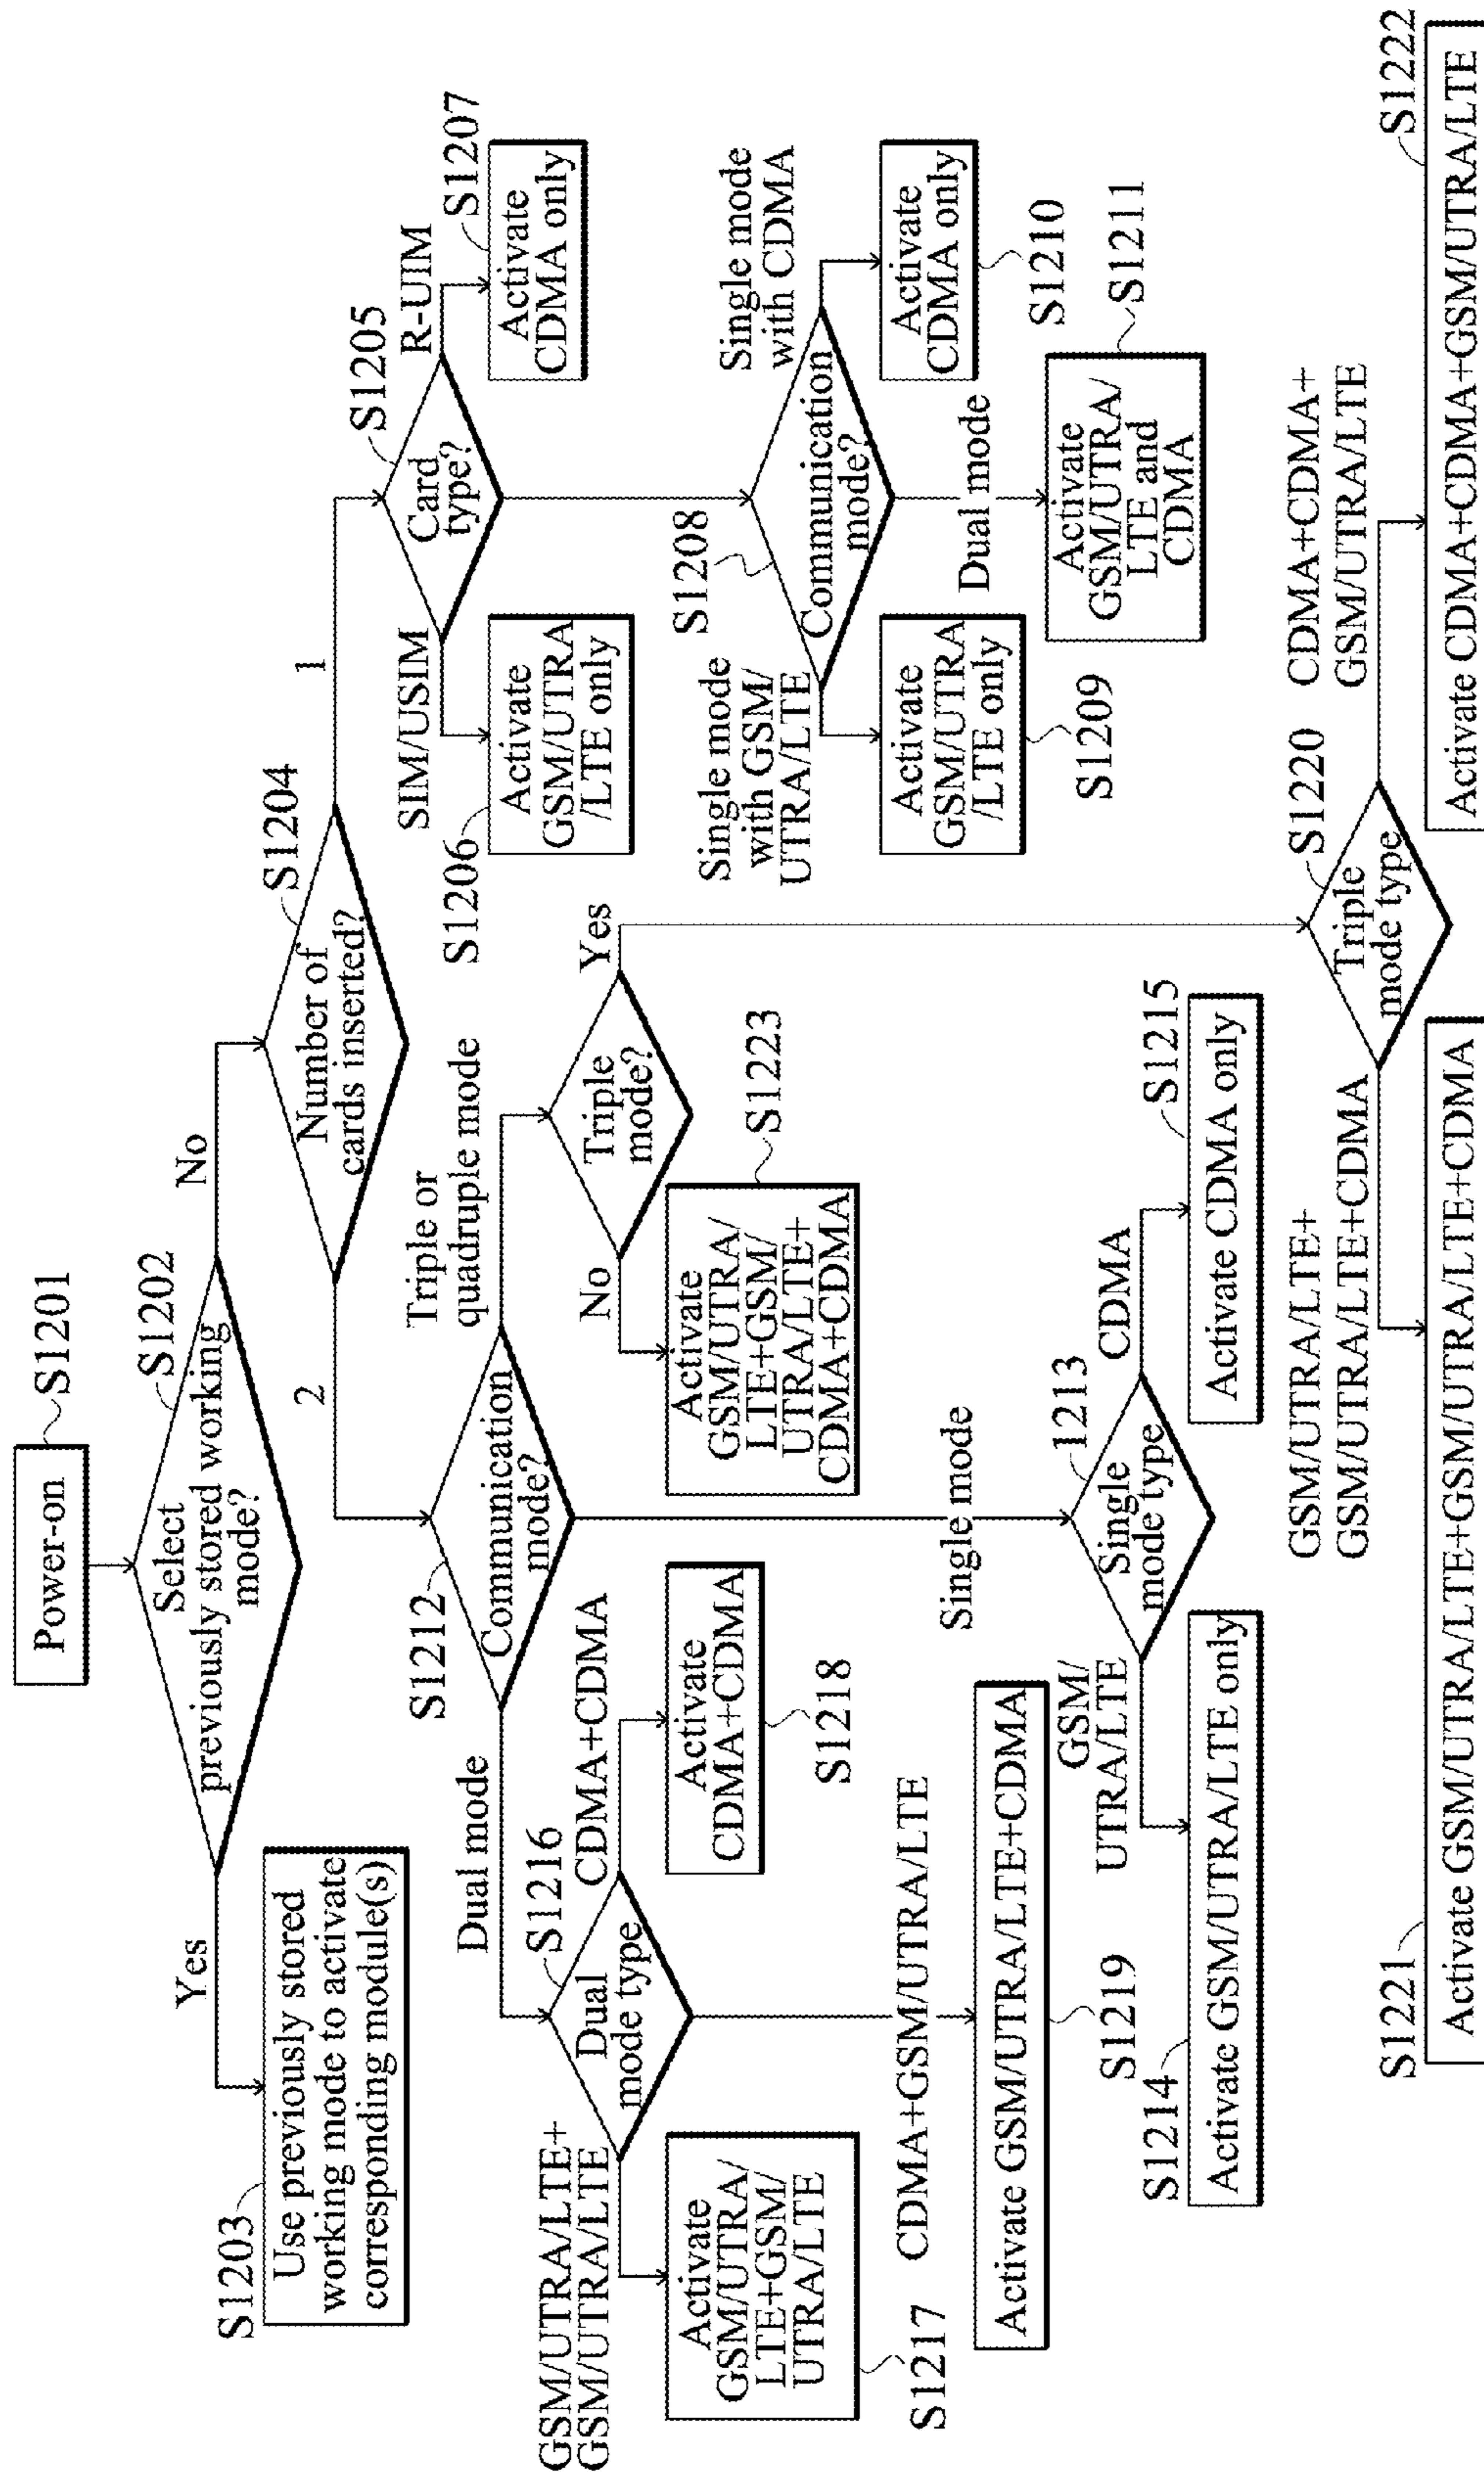 Power-on
S1201
Select
previously stored working
mode?
S1202
Yes
No
S1203
Use previously stored
working mode to activate
corresponding module(s)
Number of
cards inserted?
S1204
2
1
Card
type?
S1205
SIM/USIM
R-UIM
S1206
Activate
GSM/UTRA
/LTE only
S1207
Activate
CDMA only
S1208
Communication
mode?
Single mode
with GSM/
UTRA/LTE
Single mode
with CDMA
Activate
GSM/UTRA
/LTE only
S1209
Activate
CDMA only
S1210
Dual mode
Activate
GSM/UTRA/
LTE and
CDMA
S1211
S1212
Communication
mode?
Dual mode
Triple or
quadruple mode
Single mode
Dual
mode type
S1216
GSM/UTRA/LTE+
GSM/UTRA/LTE
CDMA+CDMA
Activate
GSM/UTRA/
LTE+GSM/
UTRA/LTE
S1217
Activate
CDMA+CDMA
S1218
CDMA+GSM/UTRA/LTE
Activate GSM/UTRA/LTE+CDMA
S1219
Triple
mode?
No
Yes
Activate
GSM/UTRA/
LTE+GSM/
UTRA/LTE+
CDMA+CDMA
S1223
Single
mode type
1213
GSM/
UTRA/LTE
CDMA
S1214
Activate GSM/UTRA/LTE only
S1215
Activate CDMA only
Triple
mode type
S1220
GSM/UTRA/LTE+
GSM/UTRA/LTE+CDMA
CDMA+CDMA+
GSM/UTRA/LTE
S1221
Activate GSM/UTRA/LTE+GSM/UTRA/LTE+CDMA
S1222
Activate CDMA+CDMA+GSM/UTRA/LTE